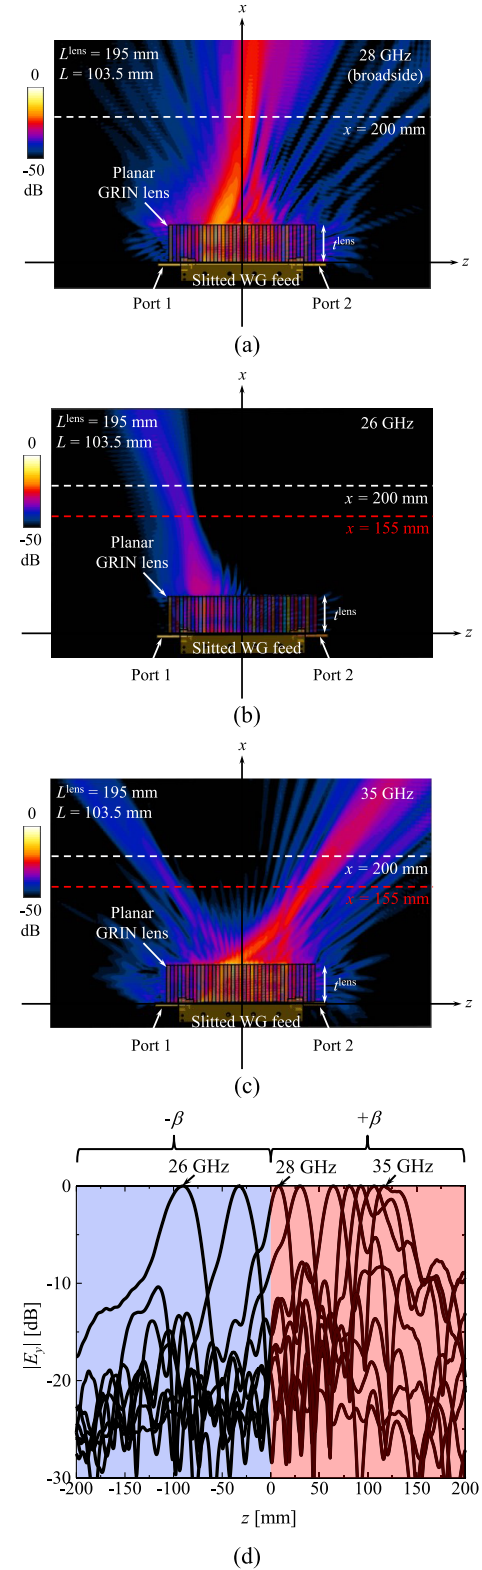 x
L^lens = 195 mm
L = 103.5 mm
28 GHz
(broadside)
0
-50
dB
x = 200 mm
Planar
GRIN lens
t^lens
z
Slitted WG feed
Port 1
Port 2
(a)
x
L^lens = 195 mm
L = 103.5 mm
26 GHz
0
-50
dB
x = 200 mm
x = 155 mm
Planar
GRIN lens
t^lens
z
Slitted WG feed
Port 1
Port 2
(b)
x
L^lens = 195 mm
L = 103.5 mm
35 GHz
0
-50
dB
x = 200 mm
x = 155 mm
Planar
GRIN lens
t^lens
z
Slitted WG feed
Port 1
Port 2
(c)
-β +β
26 GHz 28 GHz 35 GHz
0
-10
-20
-30
|E_y| [dB]
-200 -150 -100 -50 0 50 100 150 200
z [mm]
(d)